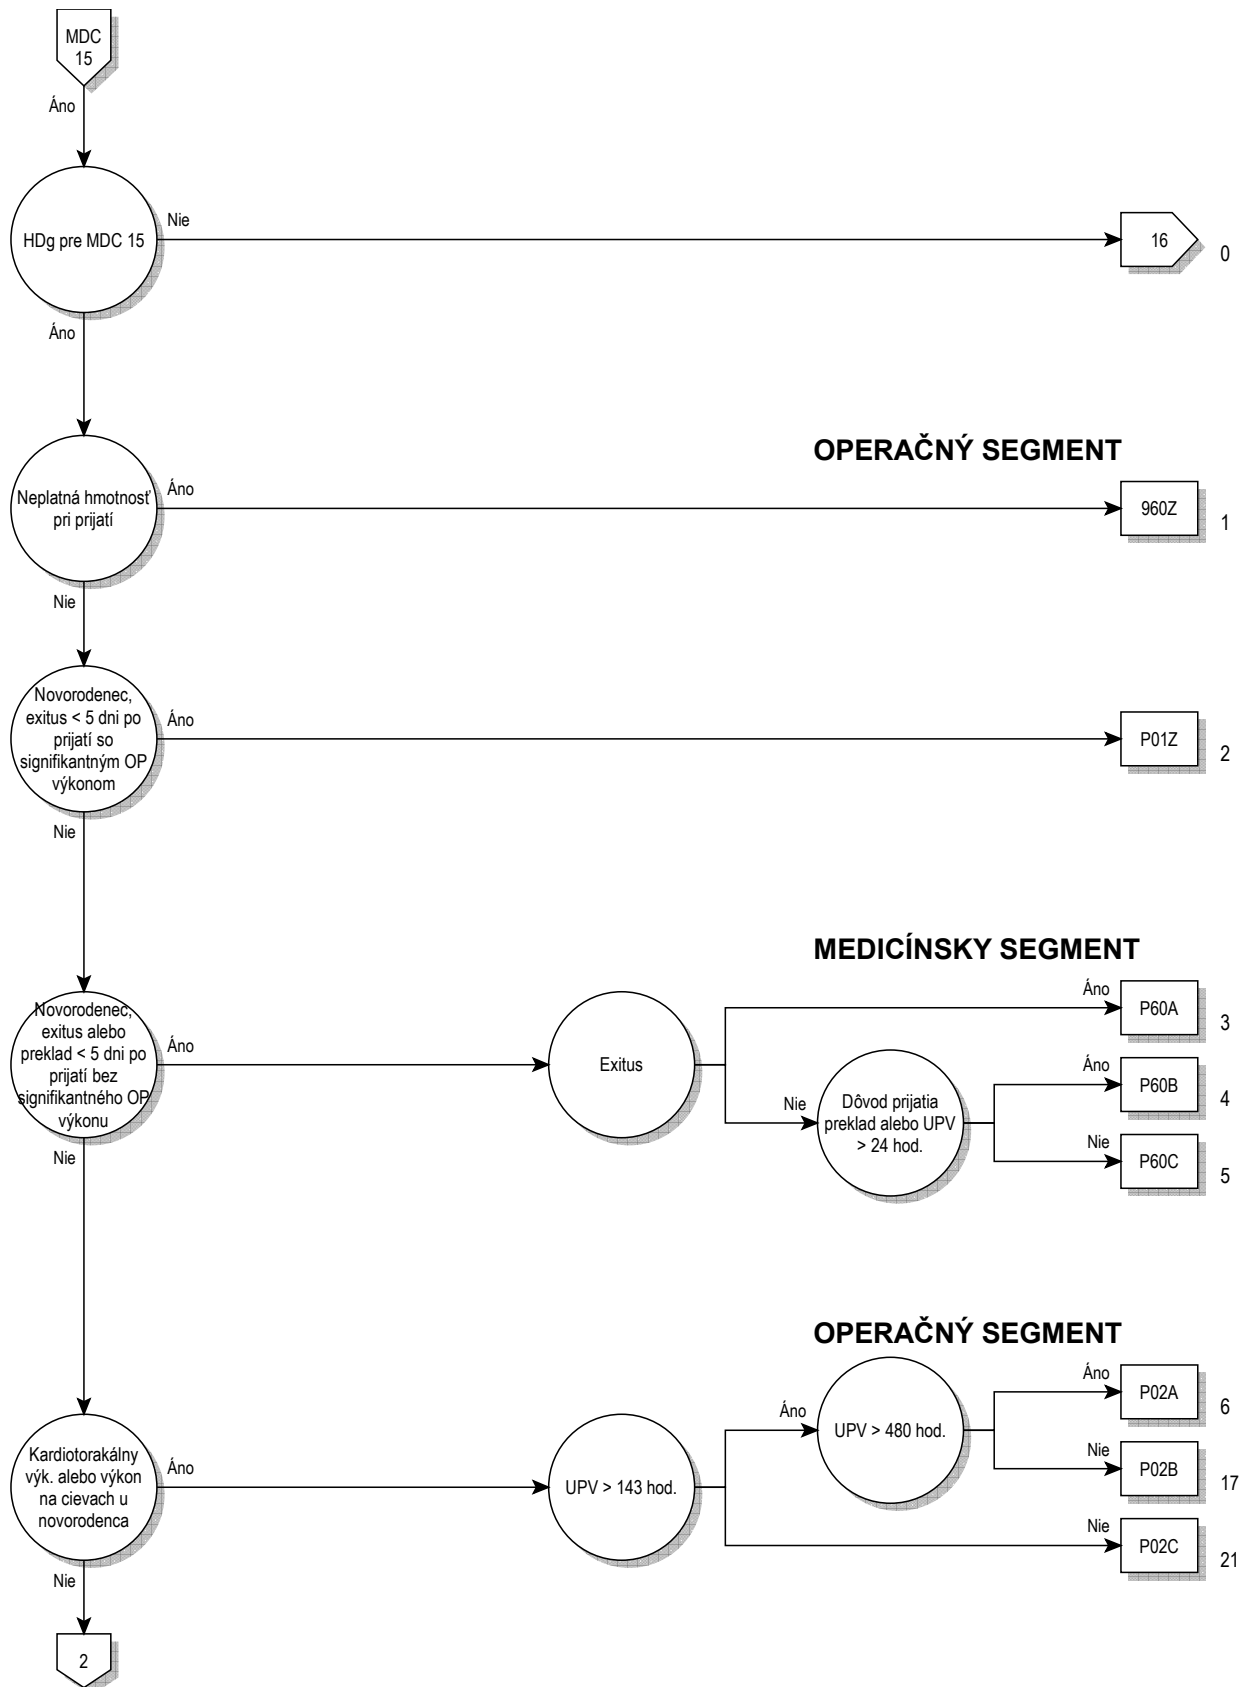 MDC
15
Áno
HDg pre MDC 15
Nie
16
0
Áno
OPERAČNÝ SEGMENT
Neplatná hmotnosť
pri prijatí
Áno
960Z
1
Nie
Novorodenec,
exitus < 5 dni po
prijatí so
signifikantným OP
výkonom
Áno
P01Z
2
Nie
MEDICÍNSKY SEGMENT
Novorodenec,
exitus alebo
preklad < 5 dni po
prijatí bez
signifikantného OP
výkonu
Áno
Exitus
Áno
P60A
3
Nie
Dôvod prijatia
preklad alebo UPV
> 24 hod.
Áno
P60B
4
Nie
P60C
5
Nie
OPERAČNÝ SEGMENT
Kardiotorakálny
výk. alebo výkon
na cievach u
novorodenca
Áno
UPV > 143 hod.
Áno
UPV > 480 hod.
Áno
P02A
6
Nie
P02B
17
Nie
P02C
21
Nie
2